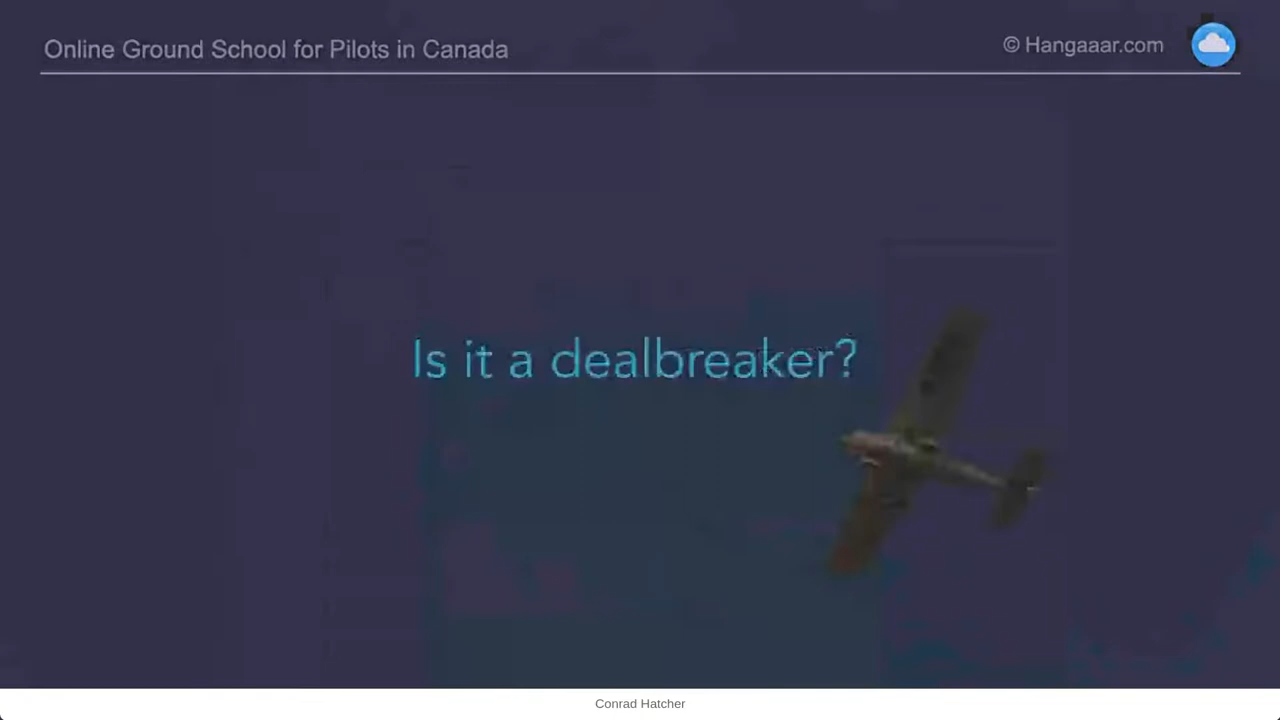 Online Ground School for Pilots in Canada
© Hangaaar.com
Is it a dealbreaker?
Conrad Hatcher